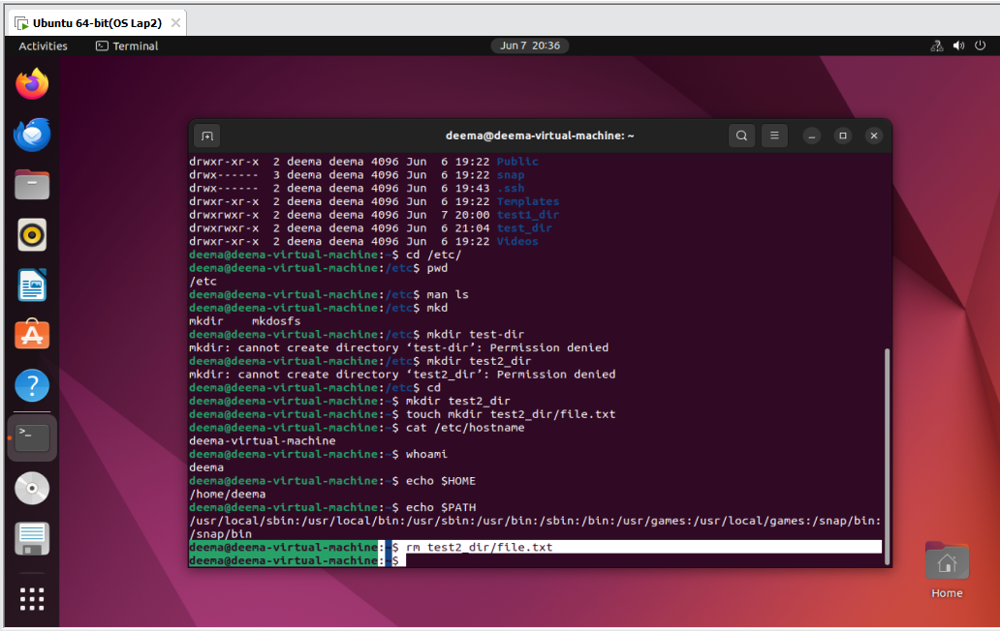 Ubuntu 64-bit(OS Lap2)
Activities
Terminal
Jun 7 20:36
deema@deema-virtual-machine: ~
drwxr-xr-x 2 deema deema 4096 Jun 6 19:22 Public
drwx------ 3 deema deema 4096 Jun 6 19:22 snap
drwx------ 2 deema deema 4096 Jun 6 19:43 .ssh
drwxr-xr-x 2 deema deema 4096 Jun 6 19:22 Templates
drwxrwxr-x 2 deema deema 4096 Jun 7 20:00 test1_dir
drwxrwxr-x 2 deema deema 4096 Jun 6 21:04 test_dir
drwxr-xr-x 2 deema deema 4096 Jun 6 19:22 Videos
deema@deema-virtual-machine:~$ cd /etc/
deema@deema-virtual-machine:/etc$ pwd
/etc
deema@deema-virtual-machine:/etc$ man ls
deema@deema-virtual-machine:/etc$ mkd
mkdir mkdosfs
deema@deema-virtual-machine:/etc$ mkdir test-dir
mkdir: cannot create directory ‘test-dir’: Permission denied
deema@deema-virtual-machine:/etc$ mkdir test2_dir
mkdir: cannot create directory ‘test2_dir’: Permission denied
deema@deema-virtual-machine:/etc$ cd
deema@deema-virtual-machine:~$ mkdir test2_dir
deema@deema-virtual-machine:~$ touch mkdir test2_dir/file.txt
deema@deema-virtual-machine:~$ cat /etc/hostname
deema-virtual-machine
deema@deema-virtual-machine:~$ whoami
deema
deema@deema-virtual-machine:~$ echo $HOME
/home/deema
deema@deema-virtual-machine:~$ echo $PATH
/usr/local/sbin:/usr/local/bin:/usr/sbin:/usr/bin:/sbin:/bin:/usr/games:/usr/local/games:/snap/bin:
/snap/bin
deema@deema-virtual-machine:~$ rm test2_dir/file.txt
deema@deema-virtual-machine:~$
Home